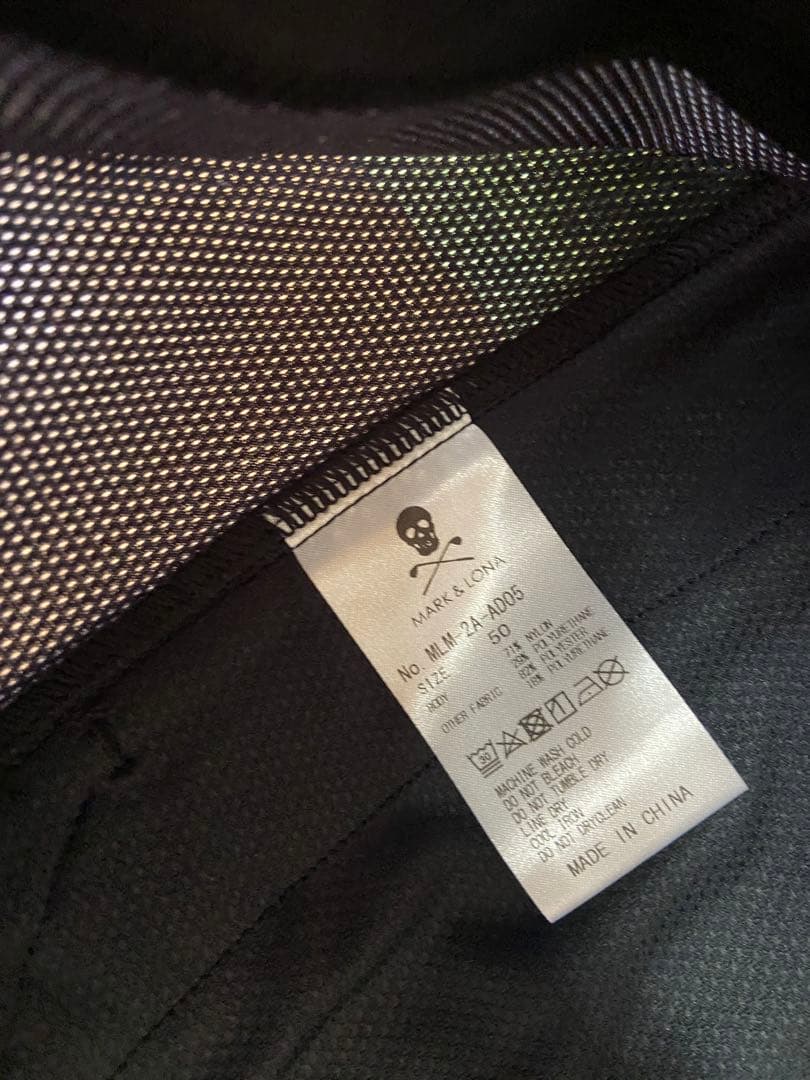 MARK & LONA
No. MLM-2A-AD05
SIZE 50
BODY 71% NYLON
29% POLYURETHANE
OTHER FABRIC 82% POLYESTER
18% POLYURETHANE
30
MACHINE WASH COLD
DO NOT BLEACH
DO NOT TUMBLE DRY
LINE DRY
COOL IRON
DO NOT DRYCLEAN
MADE IN CHINA